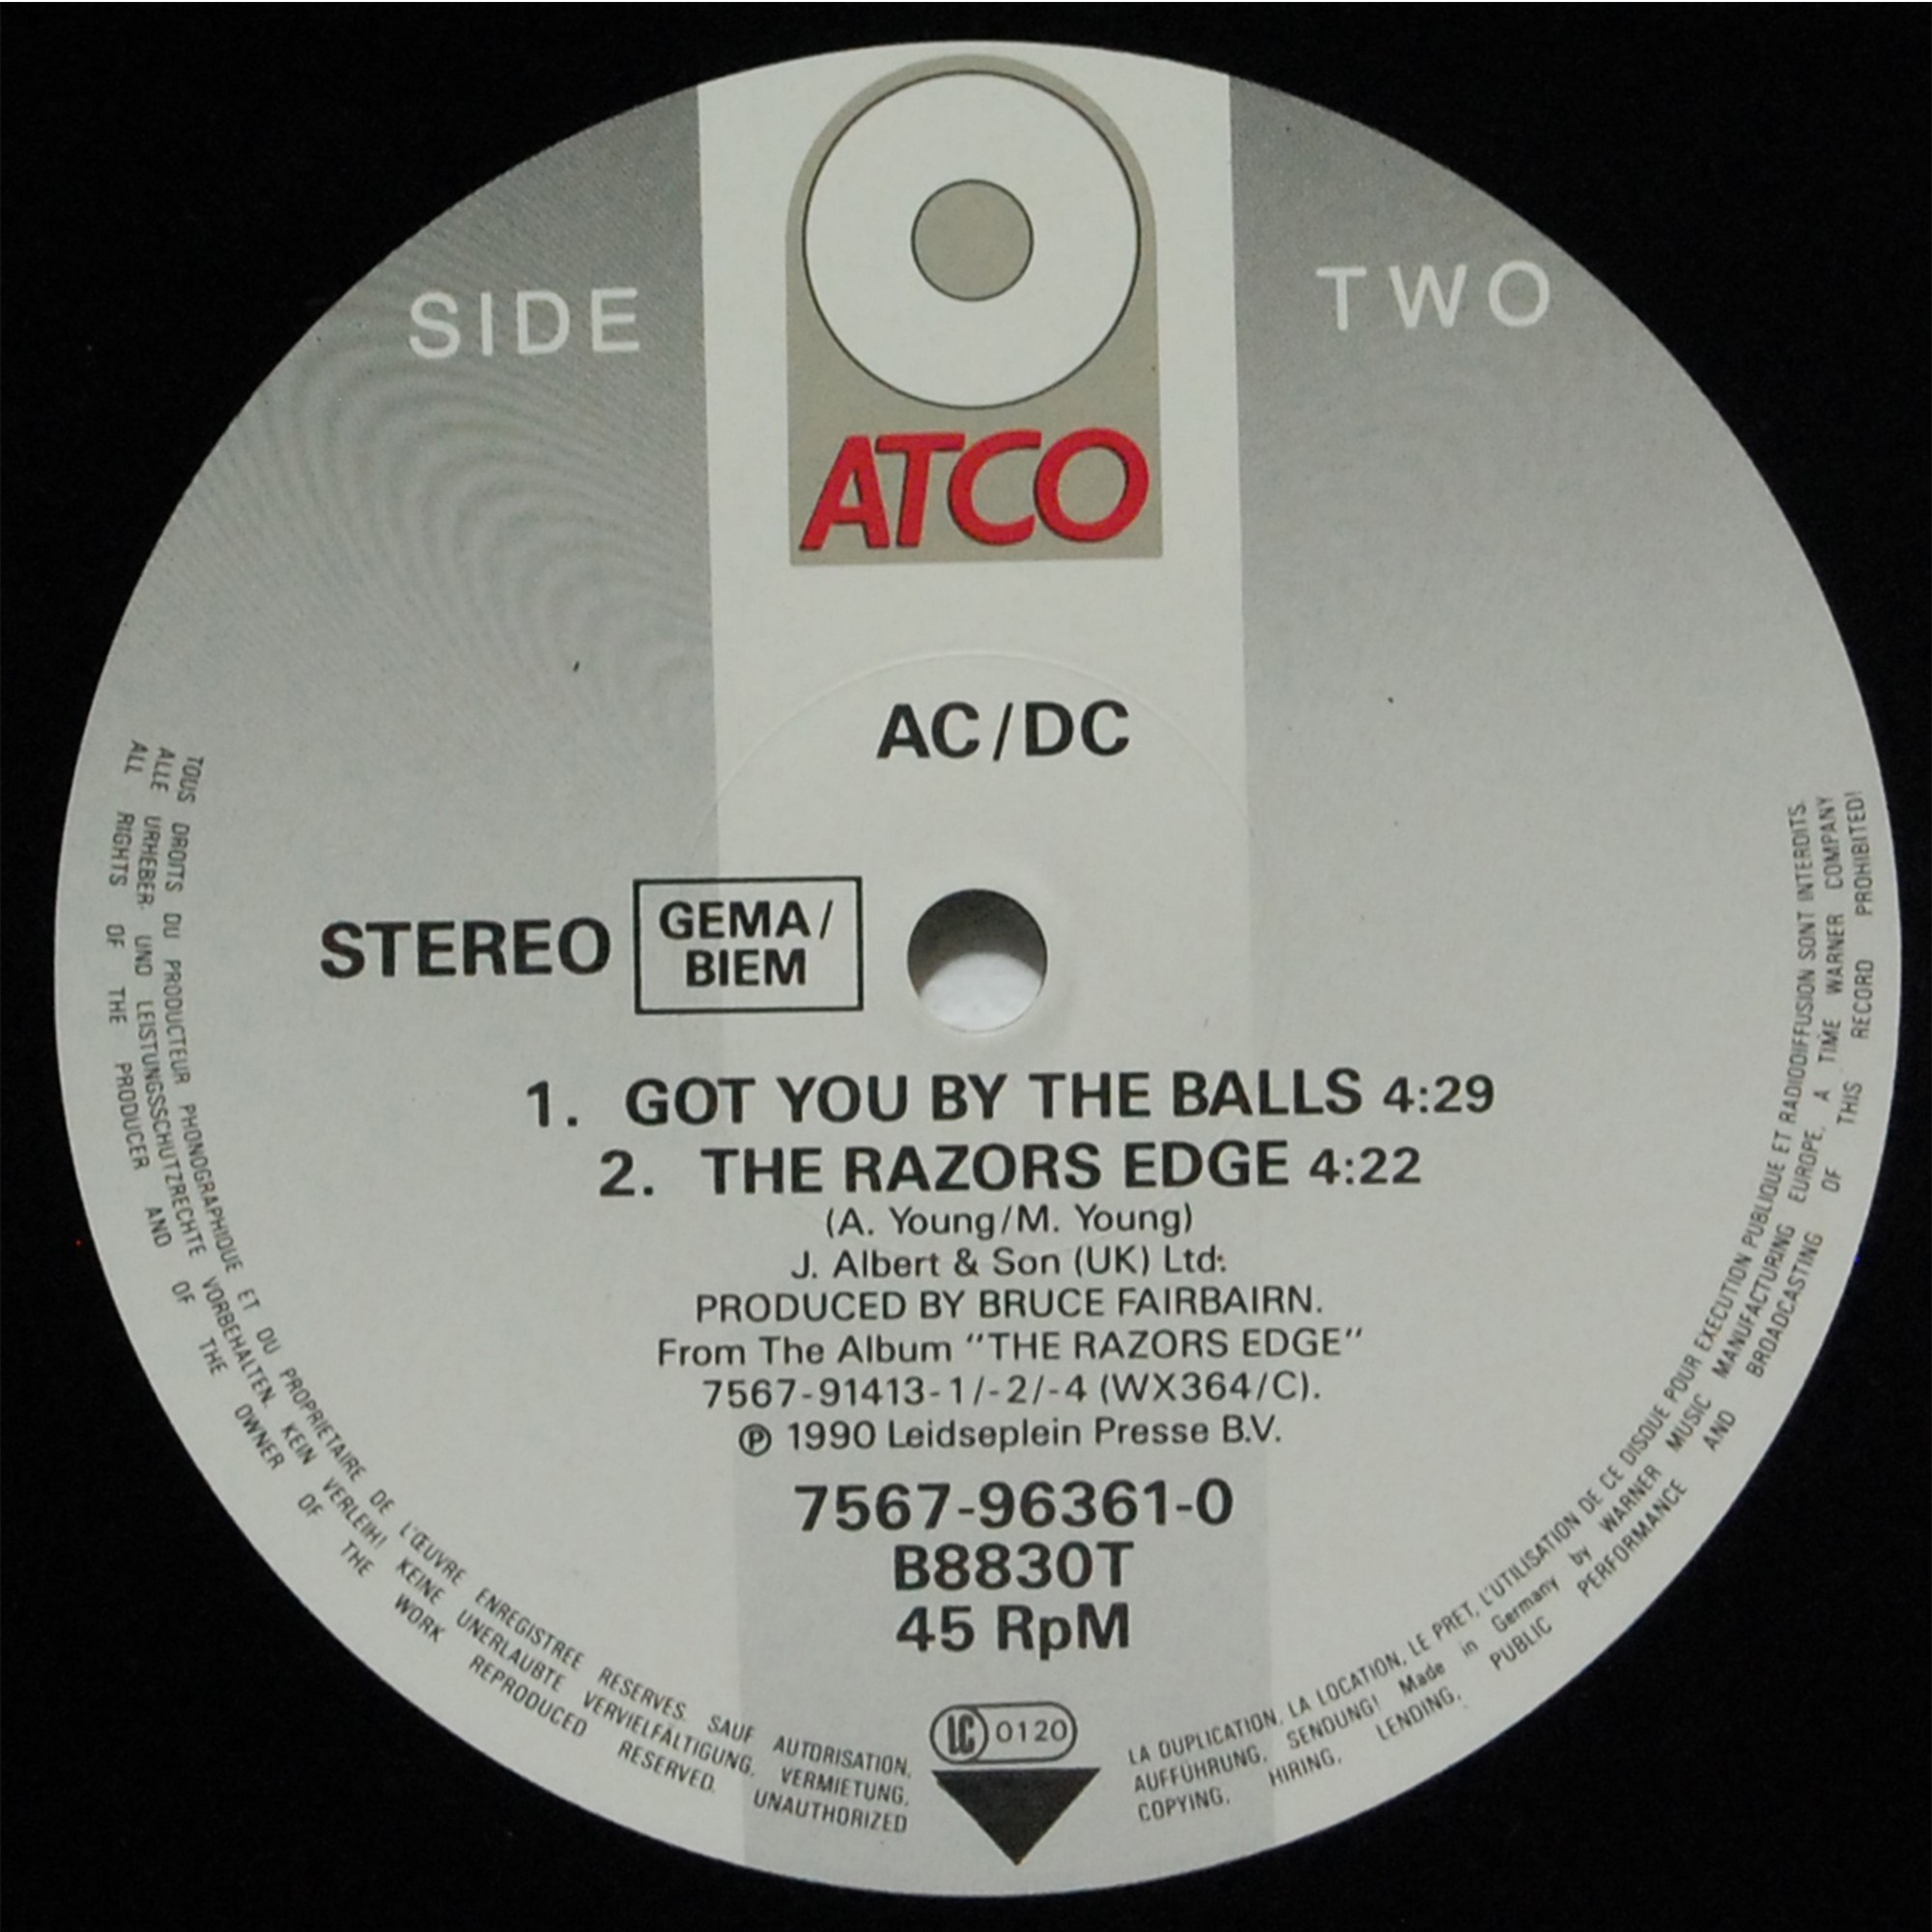 SIDE TWO
ATCO
AC/DC
STEREO
GEMA/
BIEM
1. GOT YOU BY THE BALLS 4:29
2. THE RAZORS EDGE 4:22
(A. Young/M. Young)
J. Albert & Son (UK) Ltd.
PRODUCED BY BRUCE FAIRBAIRN.
From The Album "THE RAZORS EDGE"
7567-91413-1/-2/-4 (WX364/C).
℗ 1990 Leidseplein Presse B.V.
7567-96361-0
B8830T
45 RpM
LC 0120
TOUS DROITS DU PRODUCTEUR PHONOGRAPHIQUE ET DU PROPRIETAIRE DE L'ŒUVRE ENREGISTREE RESERVES. SAUF AUTORISATION, LA DUPLICATION, LA LOCATION, LE PRET, L'UTILISATION DE CE DISQUE POUR EXECUTION PUBLIQUE ET RADIODIFFUSION SONT INTERDITS.
ALLE URHEBER- UND LEISTUNGSSCHUTZRECHTE VORBEHALTEN. KEIN VERLEIH! KEINE UNERLAUBTE VERVIELFÄLTIGUNG, VERMIETUNG, AUFFÜHRUNG, SENDUNG! Made in Germany by WARNER MUSIC MANUFACTURING EUROPE, A TIME WARNER COMPANY
ALL RIGHTS OF THE PRODUCER AND OF THE OWNER OF THE WORK REPRODUCED RESERVED. UNAUTHORIZED COPYING, HIRING, LENDING, PUBLIC PERFORMANCE AND BROADCASTING OF THIS RECORD PROHIBITED!